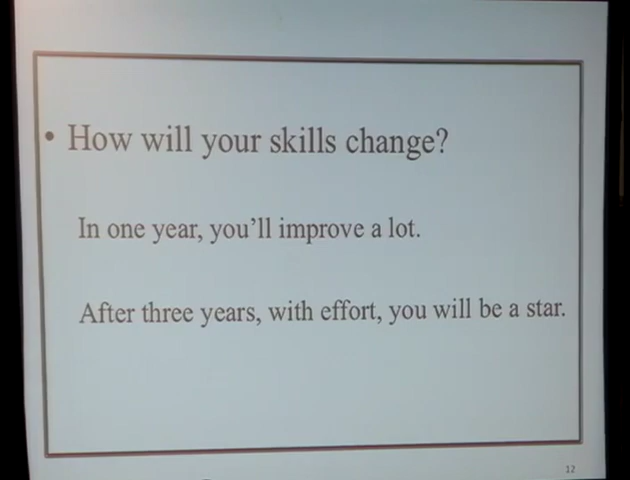 • How will your skills change?
In one year, you'll improve a lot.
After three years, with effort, you will be a star.
12